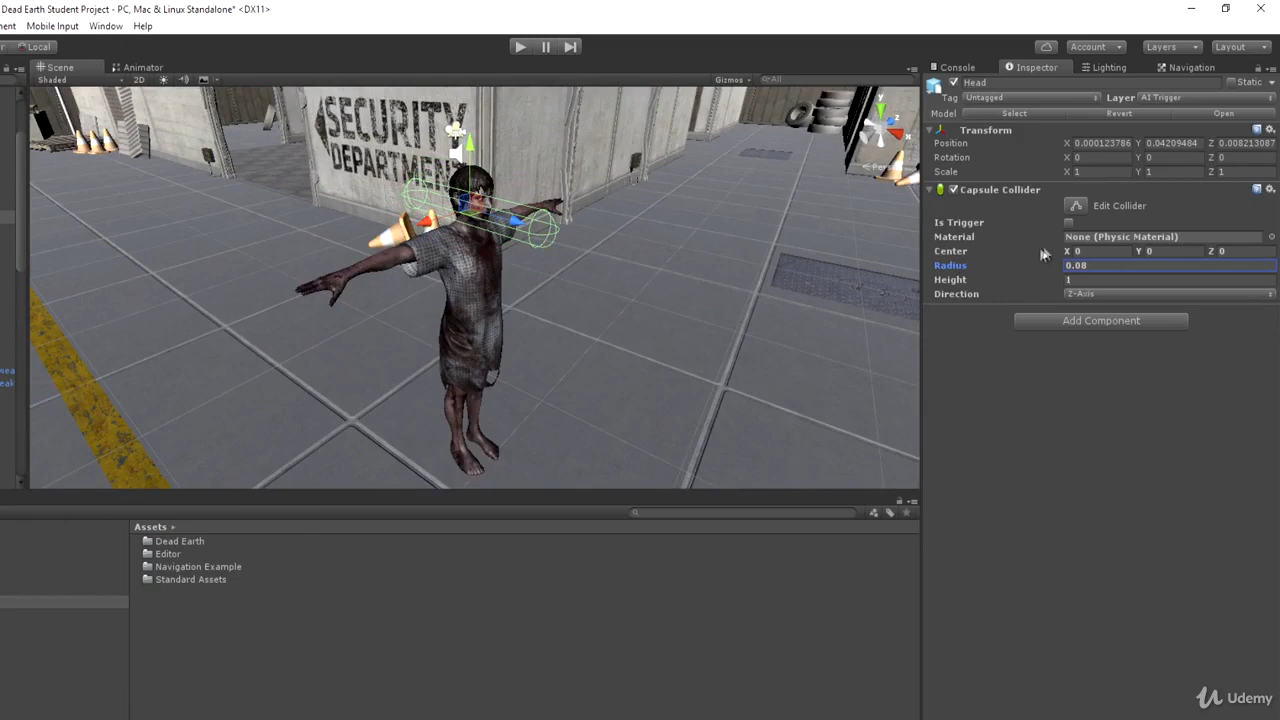 Dead Earth Student Project - PC, Mac & Linux Standalone* <DX11>
Mobile Input Window Help
Local Account Layers Layout
Scene Animator Console Inspector Lighting Navigation
Shaded 2D Gizmos All
Head Static
Tag Untagged Layer AI Trigger
Model Select Revert Open
Transform
Position X 0.000123786 Y 0.04209484 Z 0.008213087
Rotation X 0 Y 0 Z 0
Scale X 1 Y 1 Z 1
Capsule Collider
Edit Collider
Is Trigger
Material None (Physic Material)
Center X 0 Y 0 Z 0
Radius 0.08
Height 1
Direction Z-Axis
Add Component
SECURITY
y
z
x
Persp
Assets
Dead Earth
Editor
Navigation Example
Standard Assets
Udemy